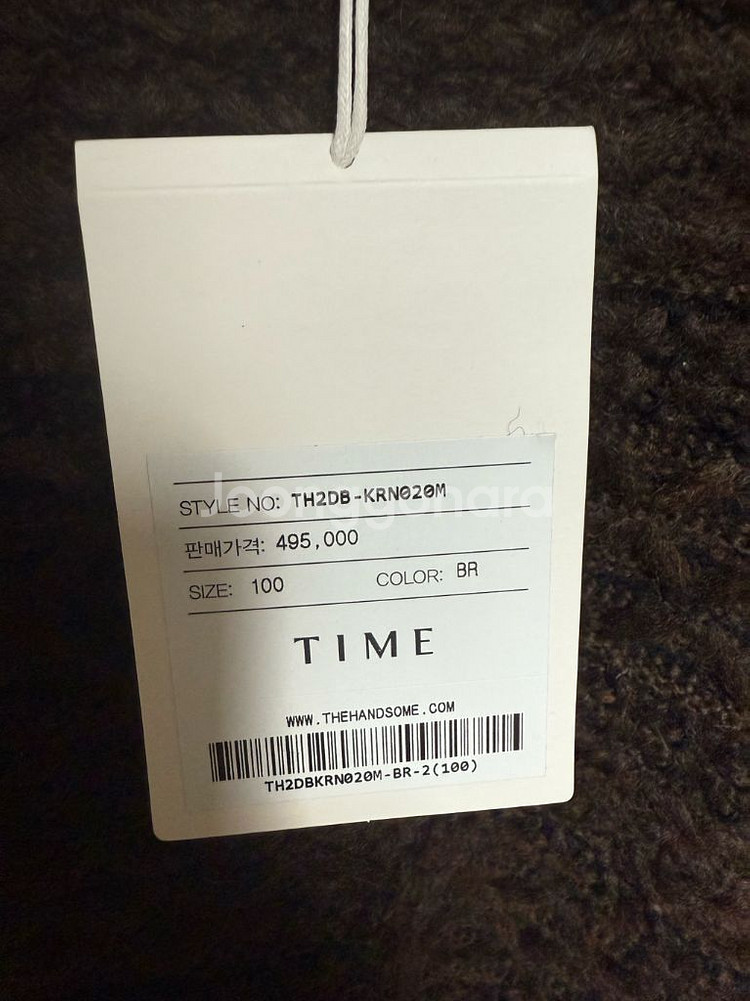 Joonggonara
STYLE NO: TH2DB-KRN020M
판매가격: 495,000
SIZE: 100 COLOR: BR
TIME
WWW.THEHANDSOME.COM
TH2DBKRN020M-BR-2(100)